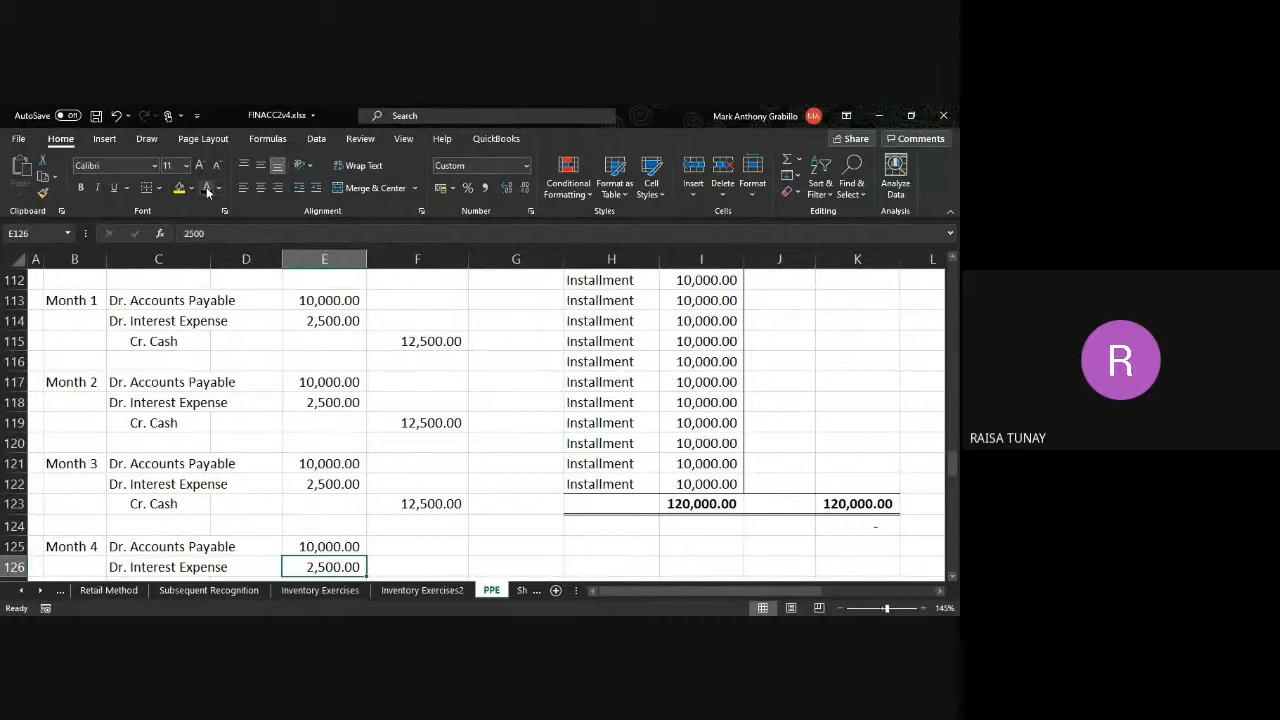 AutoSave Off FINACC2v4.xlsx Search Mark Anthony Grabillo MA
File Home Insert Draw Page Layout Formulas Data Review View Help QuickBooks Share Comments
Calibri 11 A A Wrap Text Custom
Paste B I U A Merge & Center % Conditional Formatting Format as Table Cell Styles Insert Delete Format Sort & Filter Find & Select Analyze Data
Clipboard Font Alignment Number Styles Cells Editing Analysis
E126 fx 2500
A B C D E F G H I J K L
112 Installment 10,000.00
113 Month 1 Dr. Accounts Payable 10,000.00 Installment 10,000.00
114 Dr. Interest Expense 2,500.00 Installment 10,000.00
115 Cr. Cash 12,500.00 Installment 10,000.00
116 Installment 10,000.00
117 Month 2 Dr. Accounts Payable 10,000.00 Installment 10,000.00
118 Dr. Interest Expense 2,500.00 Installment 10,000.00
119 Cr. Cash 12,500.00 Installment 10,000.00
120 Installment 10,000.00
121 Month 3 Dr. Accounts Payable 10,000.00 Installment 10,000.00
122 Dr. Interest Expense 2,500.00 Installment 10,000.00
123 Cr. Cash 12,500.00 120,000.00 120,000.00
124 -
125 Month 4 Dr. Accounts Payable 10,000.00
126 Dr. Interest Expense 2,500.00
... Retail Method Subsequent Recognition Inventory Exercises Inventory Exercises2 PPE Sh ...
Ready 145%
R
RAISA TUNAY